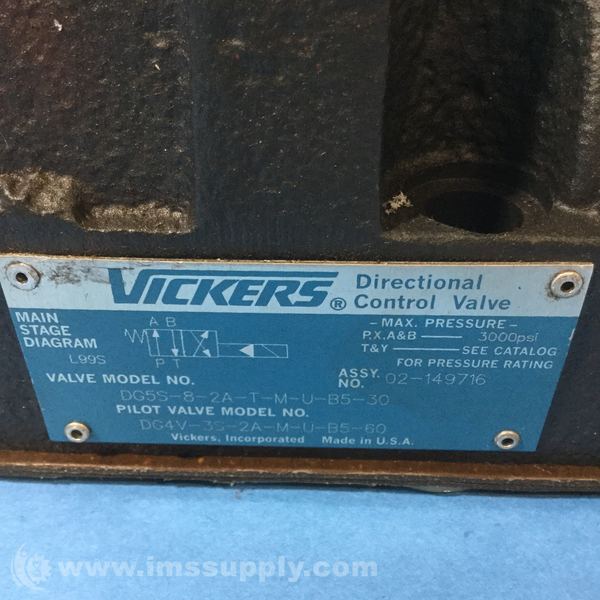 VICKERS ® Directional Control Valve
MAIN STAGE DIAGRAM
A B
P T
L99S
- MAX. PRESSURE -
P,X,A&B 3000psi
T&Y SEE CATALOG
FOR PRESSURE RATING
VALVE MODEL NO.
ASSY. NO. 02-149716
DG5S-8-2A-T-M-U-B5-30
PILOT VALVE MODEL NO.
DG4V-3S-2A-M-U-B5-60
Vickers, Incorporated Made in U.S.A.
www.imssupply.com